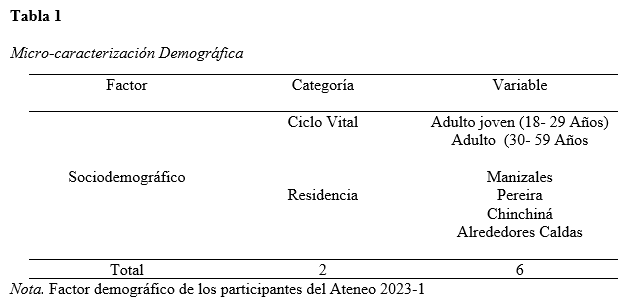 Tabla 1
Micro-caracterización Demográfica
Factor Categoría Variable
Ciclo Vital Adulto joven (18- 29 Años)
Adulto (30- 59 Años
Sociodemográfico Manizales
Residencia Pereira
Chinchiná
Alrededores Caldas
Total 2 6
Nota. Factor demográfico de los participantes del Ateneo 2023-1